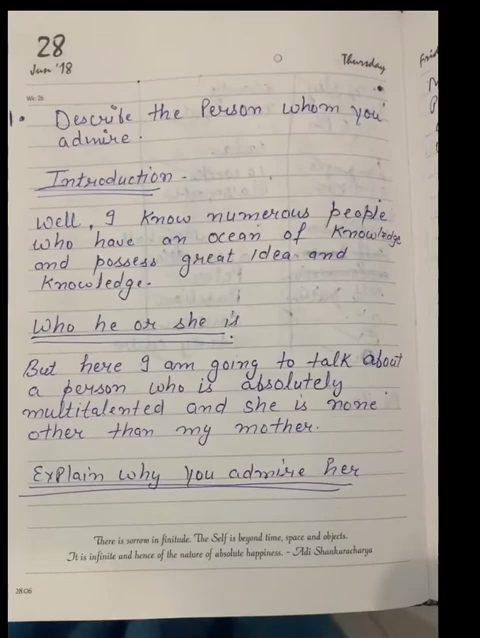 28
Jun '18
Thursday
Wk: 26
1. Describe the Person whom you
admire.
Introduction -
Well, I know numerous people
who have an ocean of knowledge
and possess great idea and
knowledge.
Who he or she is
But here I am going to talk about
a person who is absolutely
multitalented and she is none
other than my mother.
Explain why you admire her
There is sorrow in finitude. The Self is beyond time, space and objects.
It is infinite and hence of the nature of absolute happiness. ~ Adi Shankaracharya
28.06